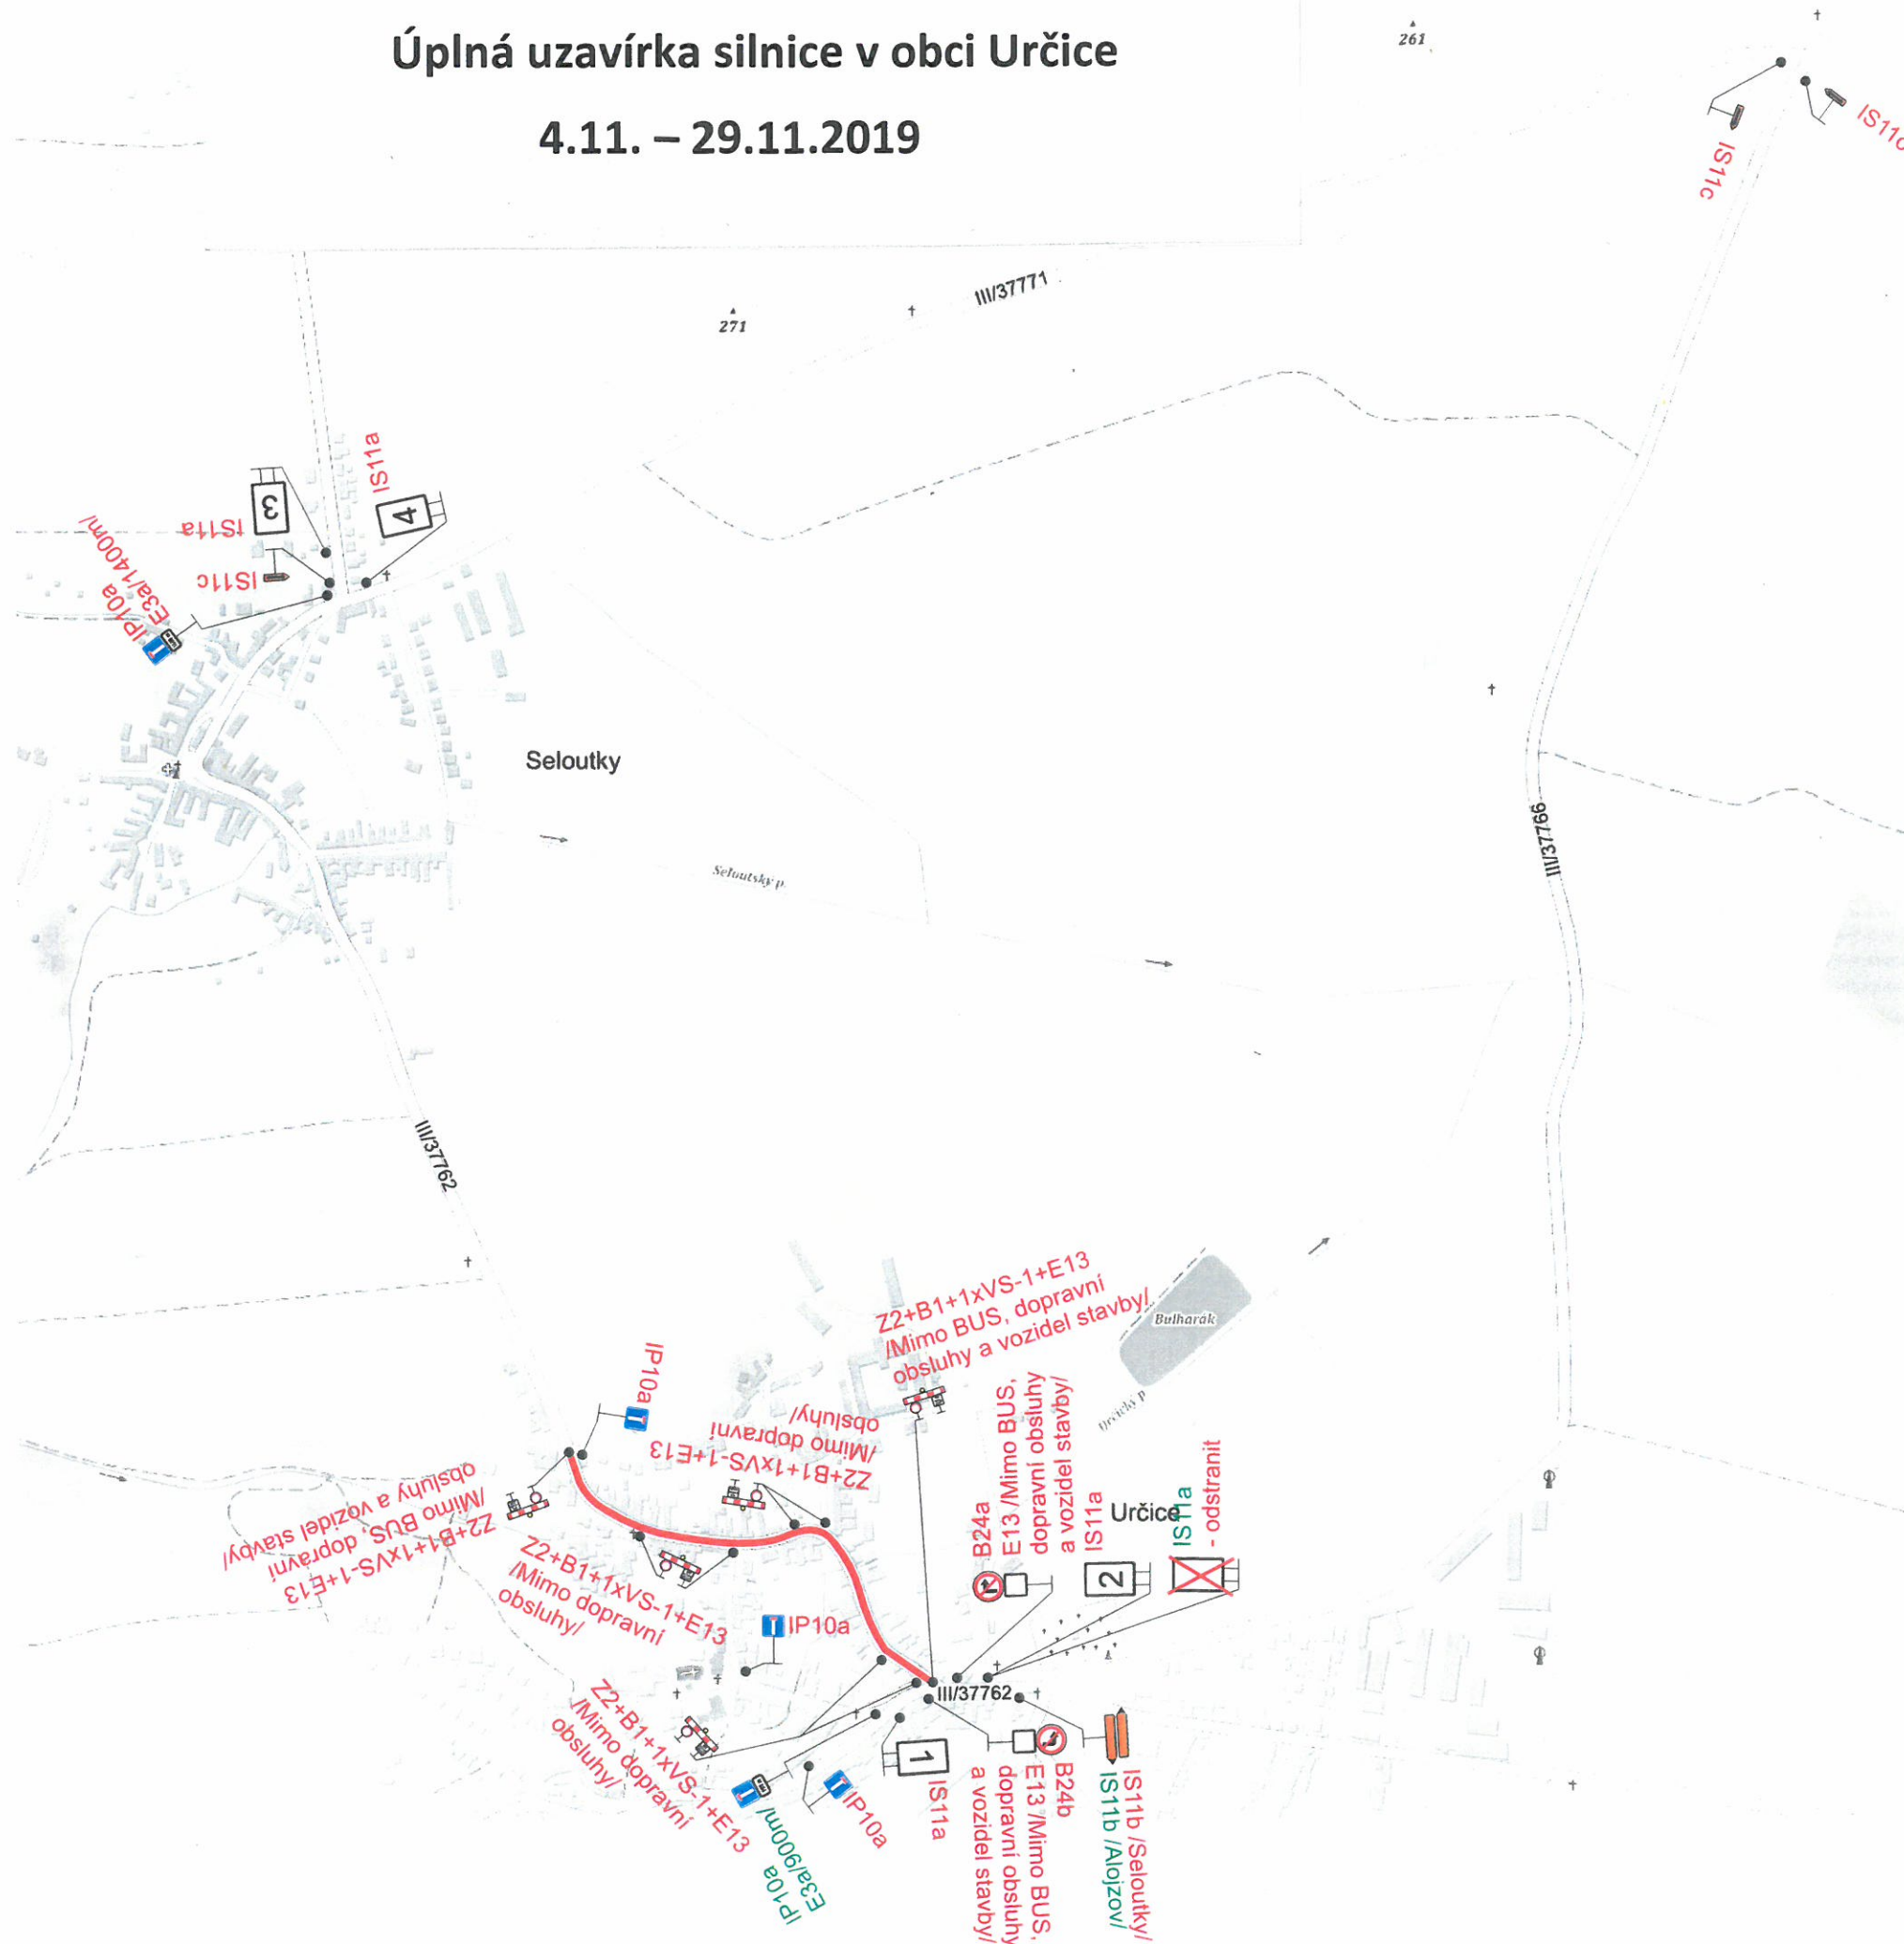 Úplná uzavírka silnice v obci Určice
4.11. – 29.11.2019
261
IS11c
IS11c
III/37771
271
IS11a
4
3
IS11a
IS11c
IP10a
E3a/1400m/
Seloutky
Seloutský p.
III/37766
III/37762
Z2+B1+1xVS-1+E13
/Mimo BUS, dopravní
obsluhy a vozidel stavby/
Bulharák
Určický p.
IP10a
Z2+B1+1xVS-1+E13
/Mimo dopravní
obsluhy/
Z2+B1+1xVS-1+E13
/Mimo BUS, dopravní
obsluhy a vozidel stavby/
Z2+B1+1xVS-1+E13
/Mimo dopravní
obsluhy/
B24a
E13 /Mimo BUS,
dopravní obsluhy
a vozidel stavby/
IS11a
2
Určice
IS11a
- odstranit
IP10a
III/37762
Z2+B1+1xVS-1+E13
/Mimo dopravní
obsluhy/
IP10a
E3a/900m/
IP10a
1
IS11a
B24b
E13 /Mimo BUS,
dopravní obsluhy
a vozidel stavby/
IS11b /Seloutky/
IS11b /Alojzov/